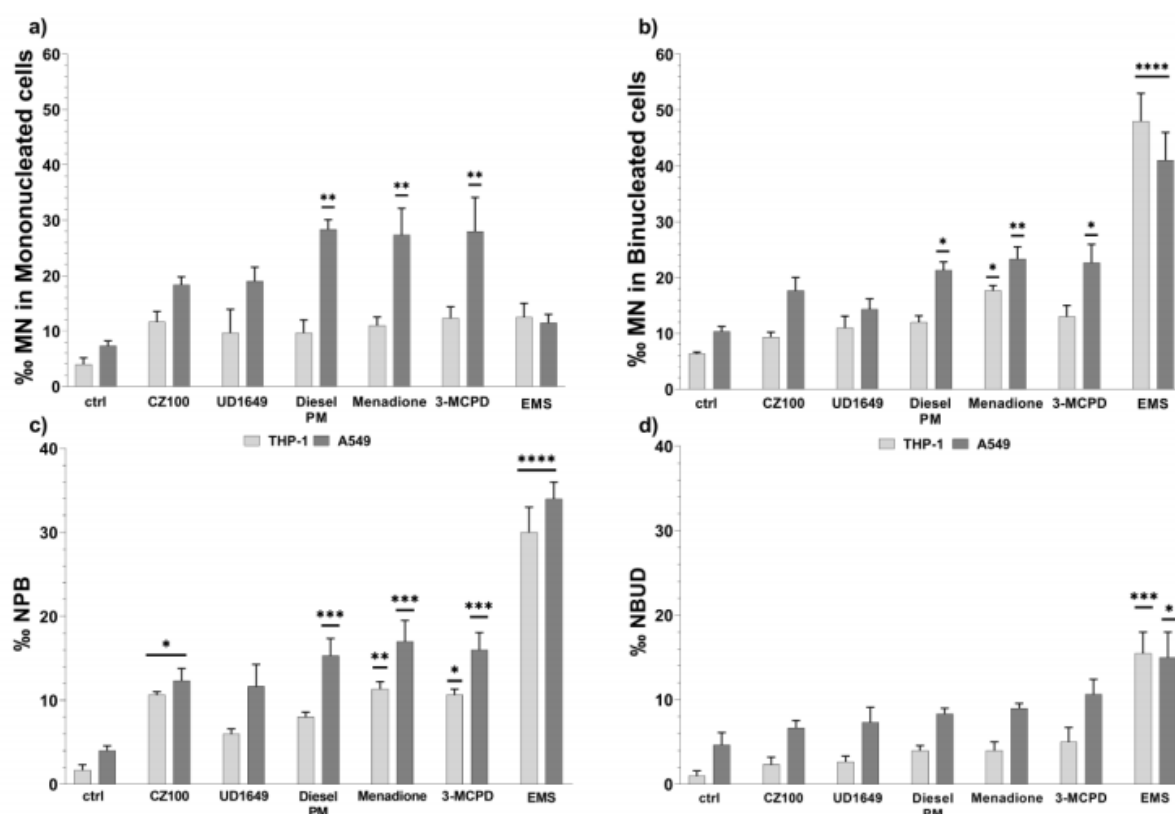 a)
‰ MN in Mononucleated cells
60
50
40
30
20
10
0
** ** **
ctrl CZ100 UD1649 Diesel PM Menadione 3-MCPD EMS
THP-1 A549
b)
‰ MN in Binucleated cells
60
50
40
30
20
10
0
* * ** * ****
ctrl CZ100 UD1649 Diesel PM Menadione 3-MCPD EMS
THP-1 A549
c)
‰ NPB
40
30
20
10
0
* *** ** *** * *** ****
ctrl CZ100 UD1649 Diesel PM Menadione 3-MCPD EMS
d)
‰ NBUD
40
30
20
10
0
*** *
ctrl CZ100 UD1649 Diesel PM Menadione 3-MCPD EMS